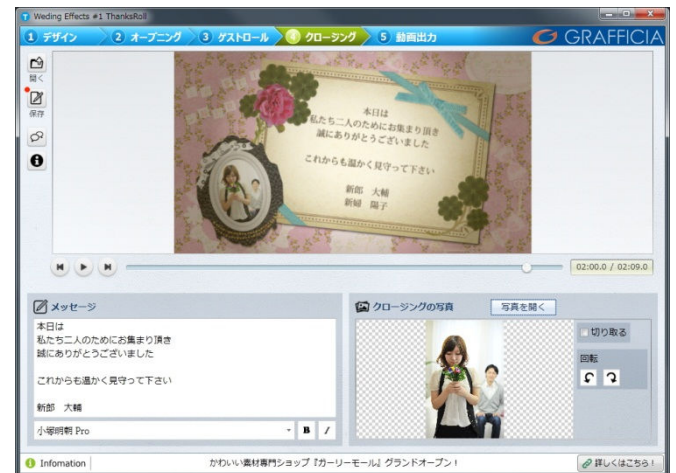 Weding Effects #1 ThanksRoll
1 デザイン 2 オープニング 3 ゲストロール 4 クロージング 5 動画出力 GRAFFICIA
開く
保存
本日は
私たち二人のためにお集まり頂き
誠にありがとうございました
これからも温かく見守って下さい
新郎 大輔
新婦 陽子
02:00.0 / 02:09.0
メッセージ
本日は
私たち二人のためにお集まり頂き
誠にありがとうございました
これからも温かく見守って下さい
新郎 大輔
小塚明朝 Pro B I
クロージングの写真 写真を開く
切り取る
回転
Infomation かわいい素材専門ショップ『ガーリーモール』グランドオープン! 詳しくはこちら!